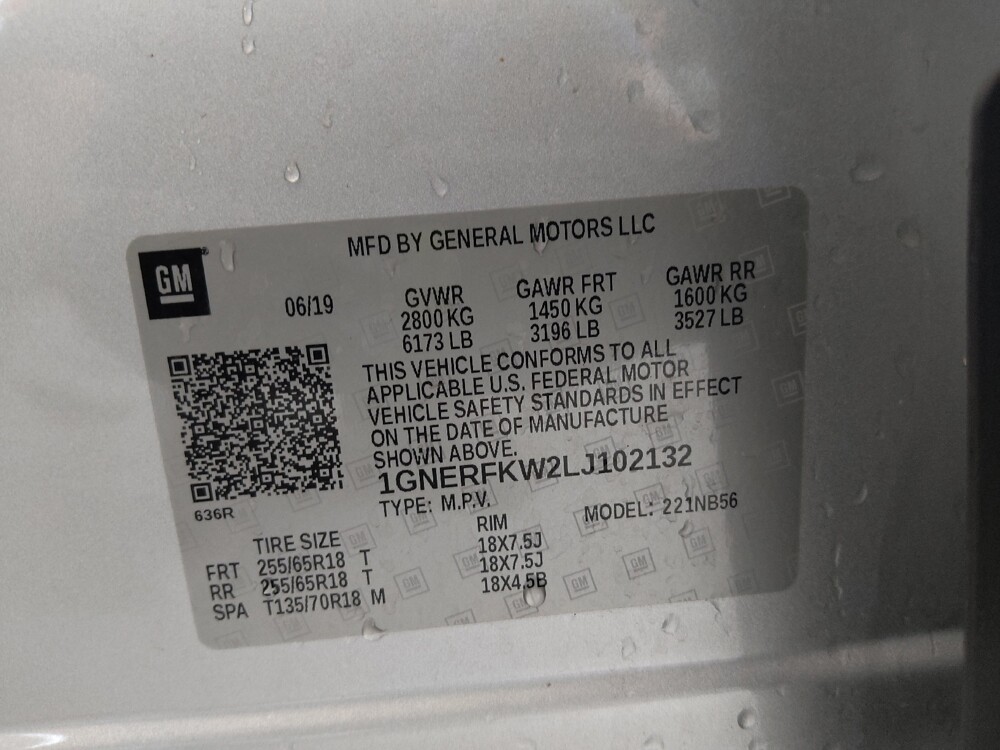 MFD BY GENERAL MOTORS LLC
GM
06/19
GVWR GAWR FRT GAWR RR
2800 KG 1450 KG 1600 KG
6173 LB 3196 LB 3527 LB
THIS VEHICLE CONFORMS TO ALL
APPLICABLE U.S. FEDERAL MOTOR
VEHICLE SAFETY STANDARDS IN EFFECT
ON THE DATE OF MANUFACTURE
SHOWN ABOVE.
1GNERFKW2LJ102132
TYPE: M.P.V. MODEL: 221NB56
636R
TIRE SIZE RIM
FRT 255/65R18 T 18X7.5J
RR 255/65R18 T 18X7.5J
SPA T135/70R18 M 18X4.5B